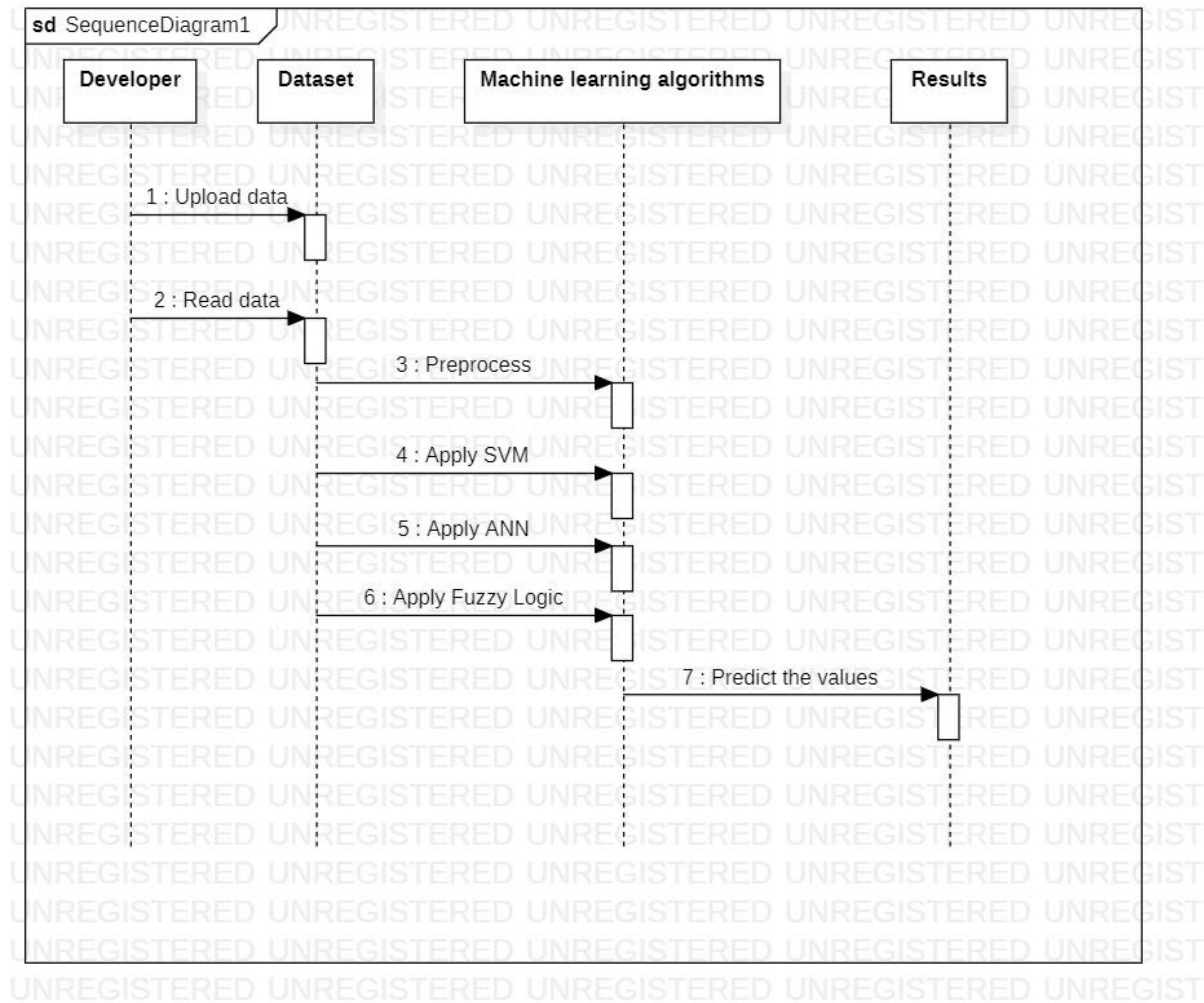 sd SequenceDiagram1
Developer
Dataset
Machine learning algorithms
Results
1 : Upload data
2 : Read data
3 : Preprocess
4 : Apply SVM
5 : Apply ANN
6 : Apply Fuzzy Logic
7 : Predict the values
UNREGISTERED